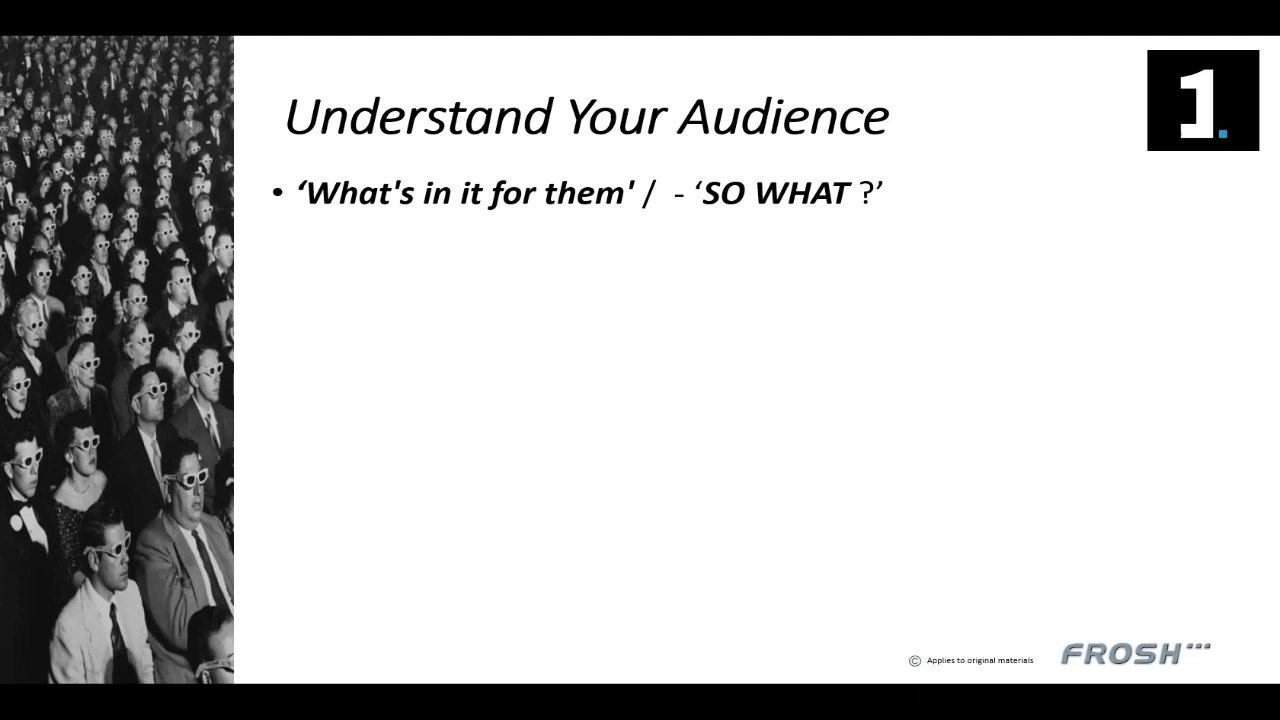 Understand Your Audience
1.
• ‘What's in it for them' / - ‘SO WHAT ?’
© Applies to original materials
FROSH